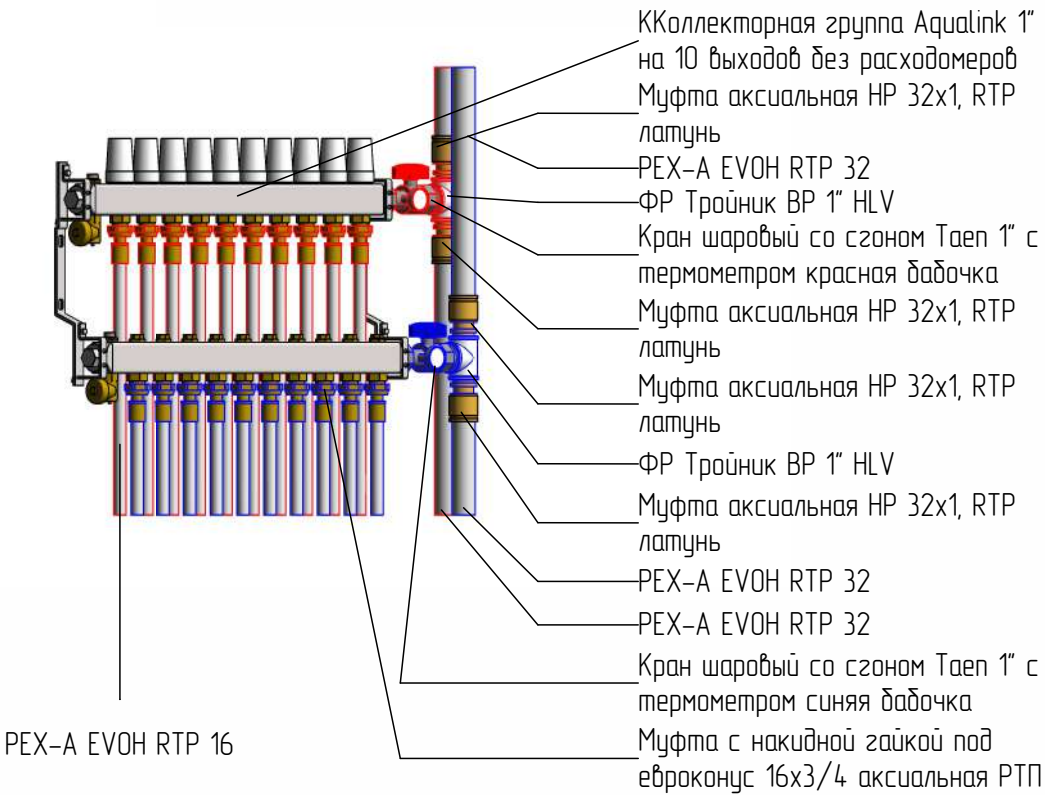 ККоллекторная группа Aqualink 1"
на 10 выходов без расходомеров
Муфта аксиальная НР 32х1, RTP
латунь
PEX-A EVOH RTP 32
ФР Тройник ВР 1" HLV
Кран шаровый со сгоном Taen 1" с
термометром красная бабочка
Муфта аксиальная НР 32х1, RTP
латунь
Муфта аксиальная НР 32х1, RTP
латунь
ФР Тройник ВР 1" HLV
Муфта аксиальная НР 32х1, RTP
латунь
PEX-A EVOH RTP 32
PEX-A EVOH RTP 32
Кран шаровый со сгоном Taen 1" с
термометром синяя бабочка
PEX-A EVOH RTP 16
Муфта с накидной гайкой под
евроконус 16х3/4 аксиальная РТП